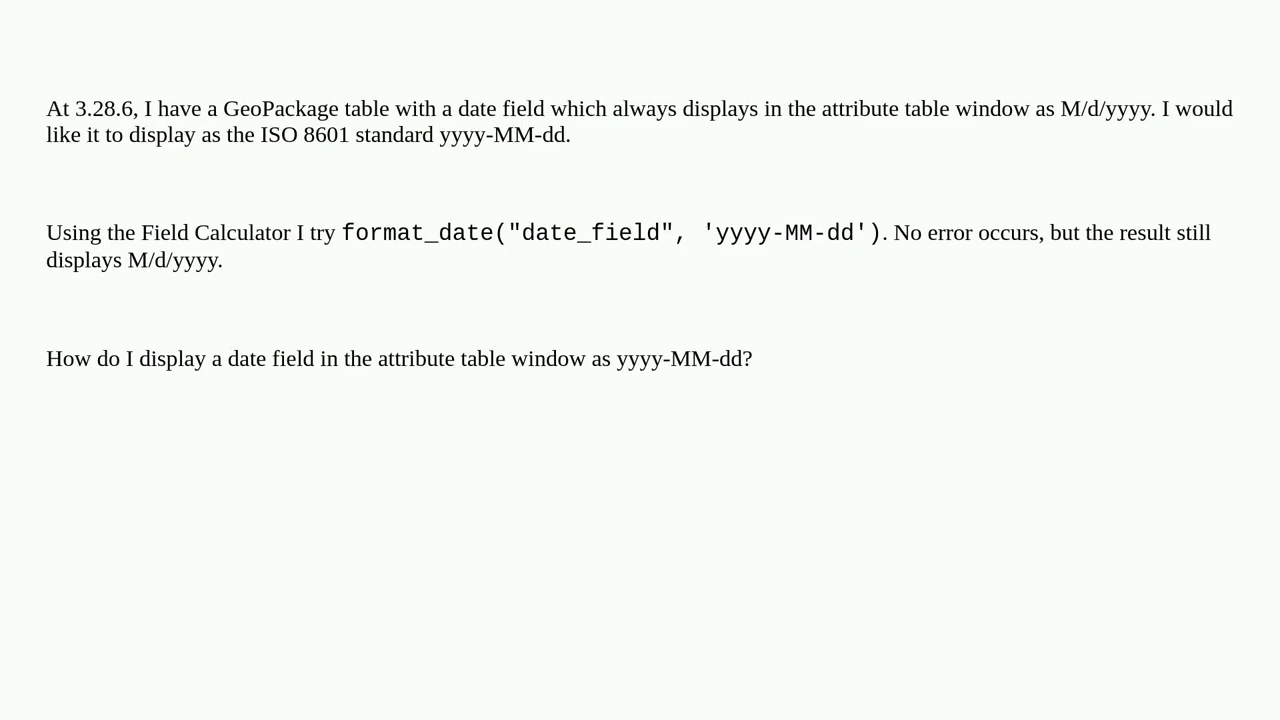 At 3.28.6, I have a GeoPackage table with a date field which always displays in the attribute table window as M/d/yyyy. I would
like it to display as the ISO 8601 standard yyyy-MM-dd.
Using the Field Calculator I try format_date("date_field", 'yyyy-MM-dd'). No error occurs, but the result still
displays M/d/yyyy.
How do I display a date field in the attribute table window as yyyy-MM-dd?